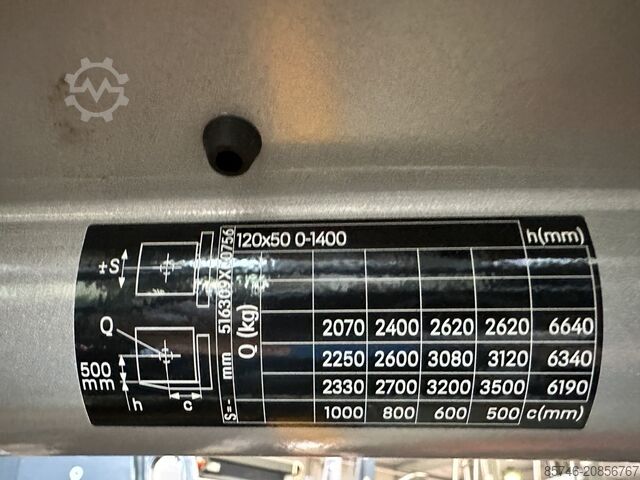 120x50 0-1400 h(mm)
±S
Q
500
mm
h
c
S=- mm
Q (kg)
2070 2400 2620 2620 6640
2250 2600 3080 3120 6340
2330 2700 3200 3500 6190
1000 800 600 500 c(mm)
85746-20856767